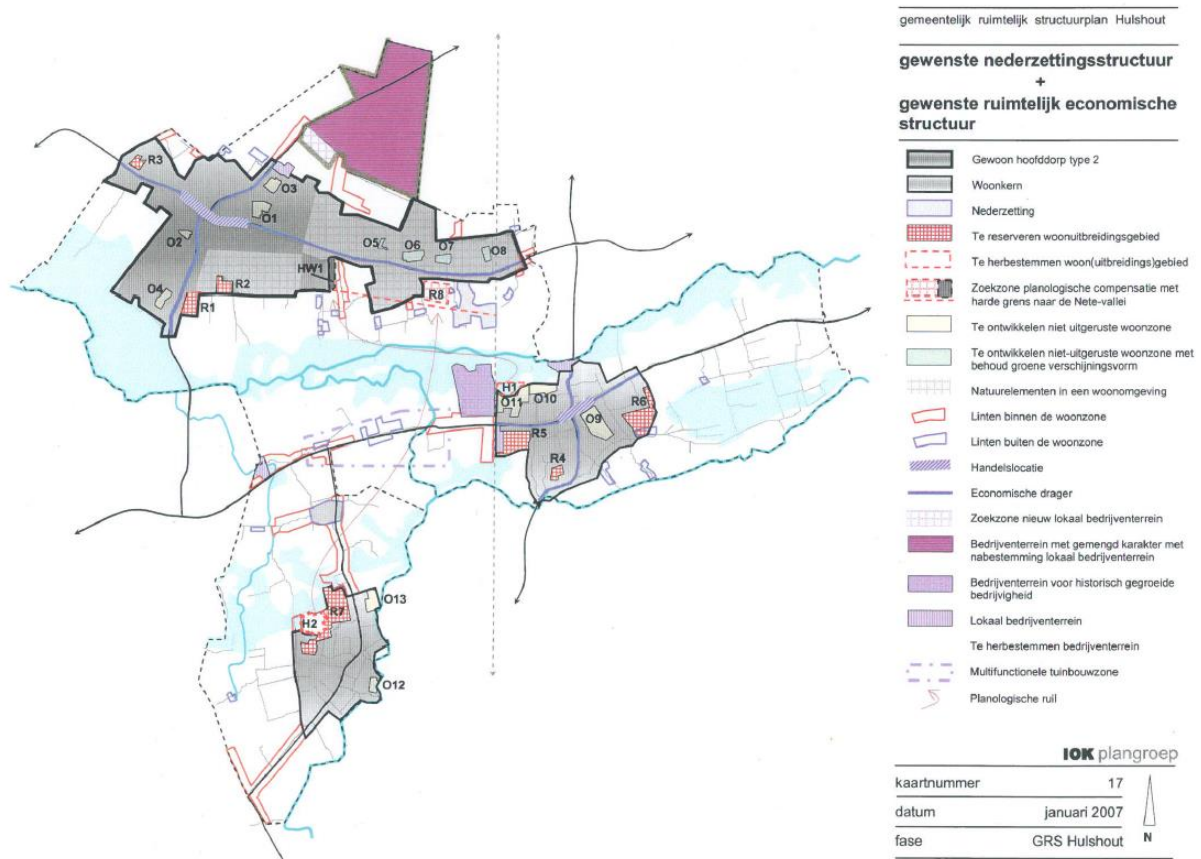 gemeentelijk ruimtelijk structuurplan Hulshout
gewenste nederzettingsstructuur
+
gewenste ruimtelijk economische
structuur
Gewoon hoofddorp type 2
Woonkern
Nederzetting
Te reserveren woonuitbreidingsgebied
Te herbestemmen woon(uitbreidings)gebied
Zoekzone planologische compensatie met
harde grens naar de Nete-vallei
Te ontwikkelen niet uitgeruste woonzone
Te ontwikkelen niet-uitgeruste woonzone met
behoud groene verschijningsvorm
Natuurelementen in een woonomgeving
Linten binnen de woonzone
Linten buiten de woonzone
Handelslocatie
Economische drager
Zoekzone nieuw lokaal bedrijventerrein
Bedrijventerrein met gemengd karakter met
nabestemming lokaal bedrijventerrein
Bedrijventerrein voor historisch gegroeide
bedrijvigheid
Lokaal bedrijventerrein
Te herbestemmen bedrijventerrein
Multifunctionele tuinbouwzone
Planologische ruil
IOK plangroep
kaartnummer 17
datum januari 2007
fase GRS Hulshout
N
R3
O3
O1
O2
O5
O6
O7
O8
HW1
O4
R2
R1
R8
H1
O10
O11
R6
O9
R5
R4
R7
O13
H2
O12